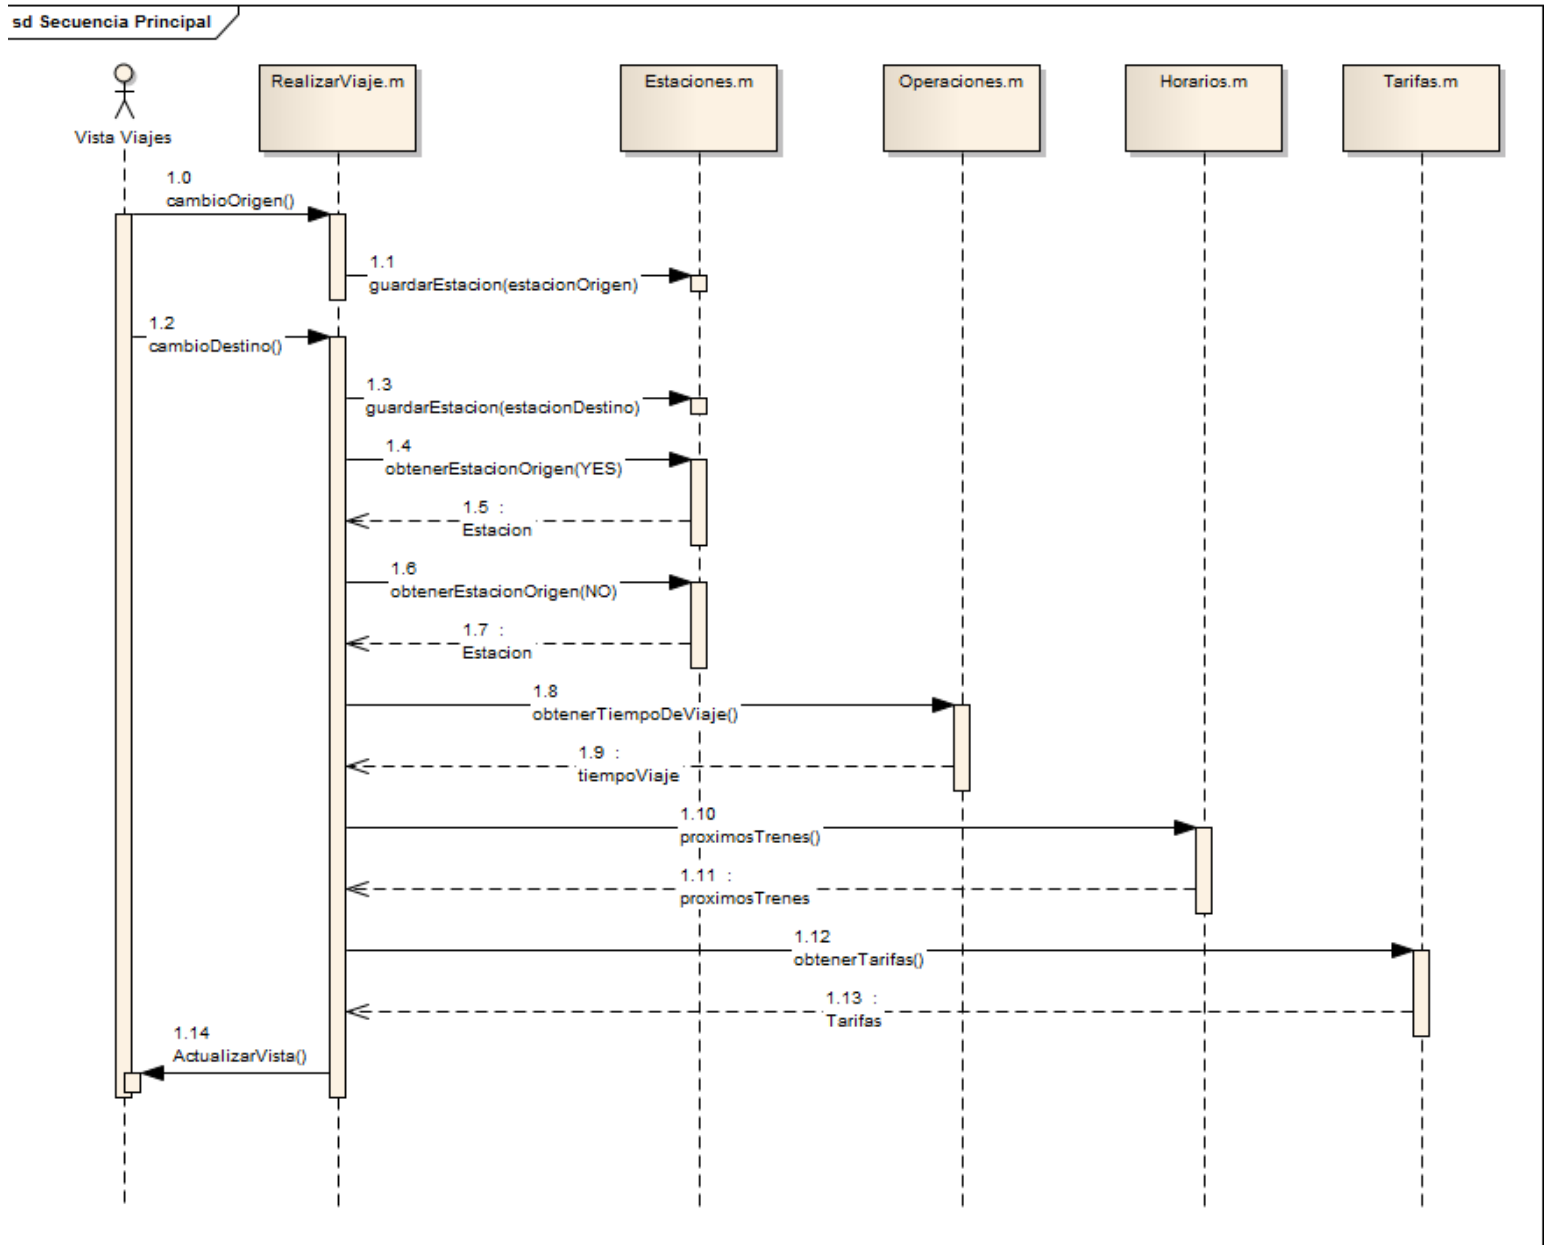 sd Secuencia Principal
RealizarViaje.m
Estaciones.m
Operaciones.m
Horarios.m
Tarifas.m
Vista Viajes
1.0
cambioOrigen()
1.1
guardarEstacion(estacionOrigen)
1.2
cambioDestino()
1.3
guardarEstacion(estacionDestino)
1.4
obtenerEstacionOrigen(YES)
1.5 :
Estacion
1.6
obtenerEstacionOrigen(NO)
1.7 :
Estacion
1.8
obtenerTiempoDeViaje()
1.9 :
tiempoViaje
1.10
proximosTrenes()
1.11 :
proximosTrenes
1.12
obtenerTarifas()
1.13 :
Tarifas
1.14
ActualizarVista()